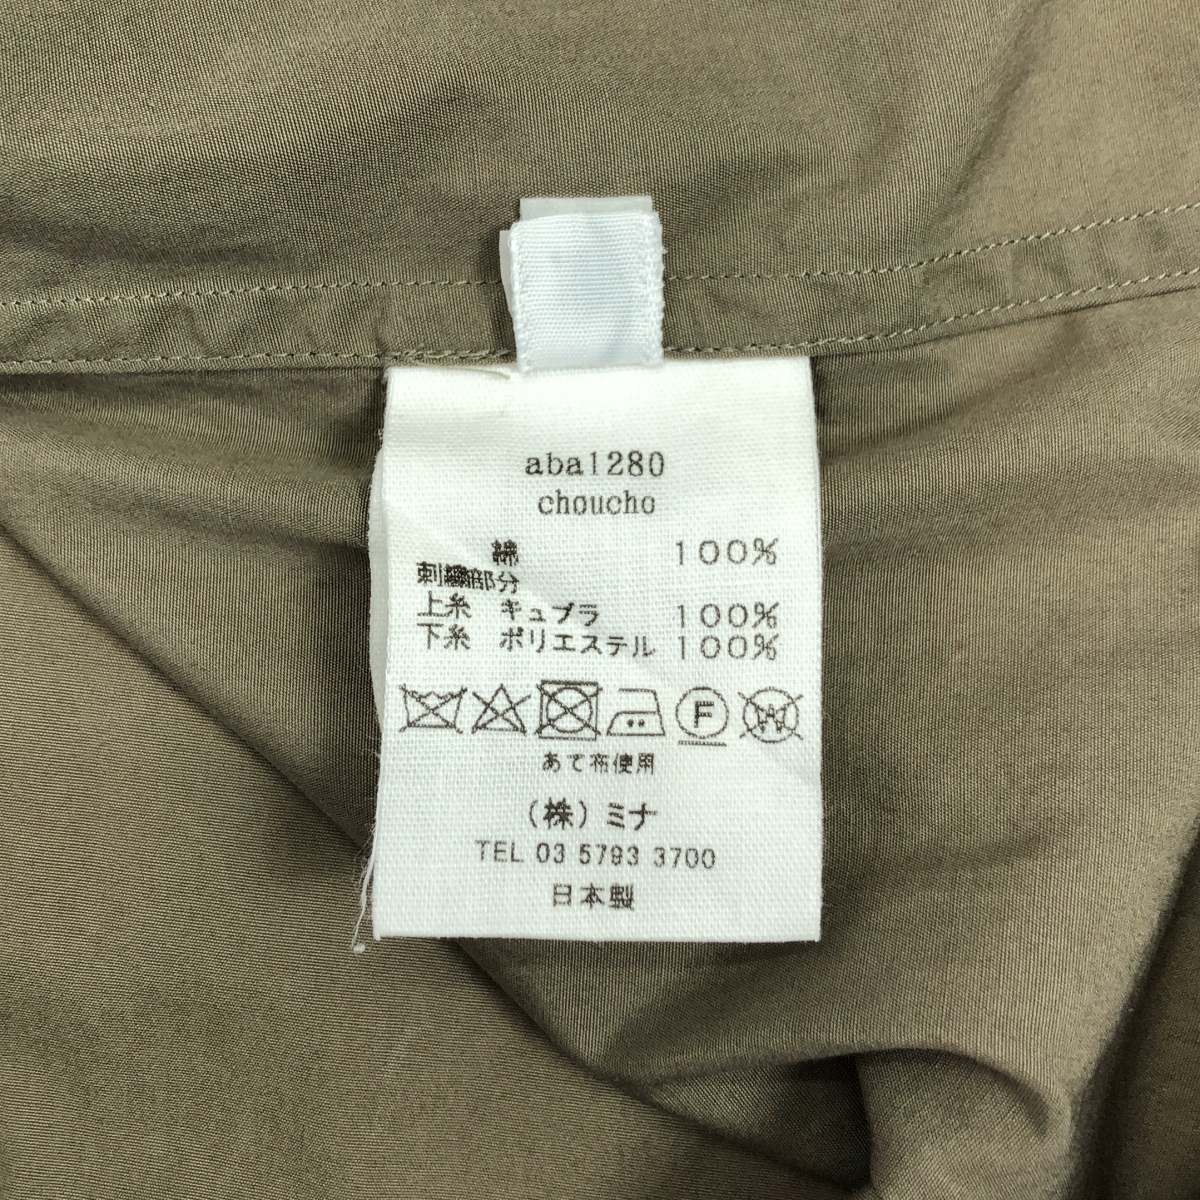 aba1280
choucho
綿 100%
刺繍部分
上糸 キュプラ 100%
下糸 ポリエステル 100%
F W
あて布使用
(株)ミナ
TEL 03 5793 3700
日本製